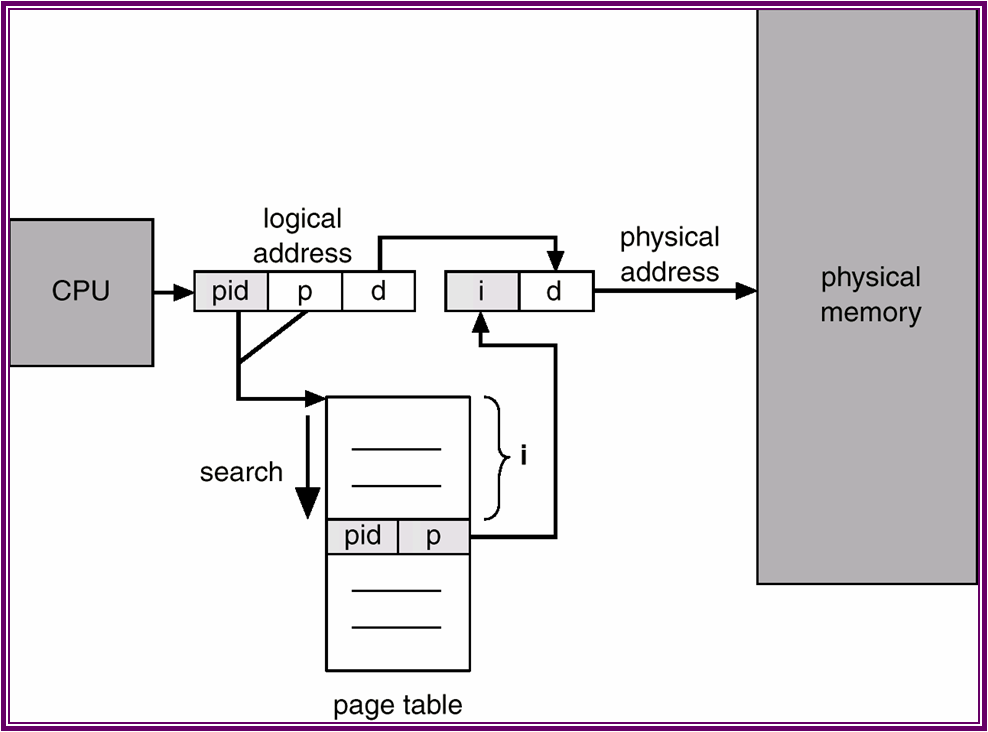 logical
address
physical
address
CPU
pid
p
d
i
d
physical
memory
search
i
pid
p
page table